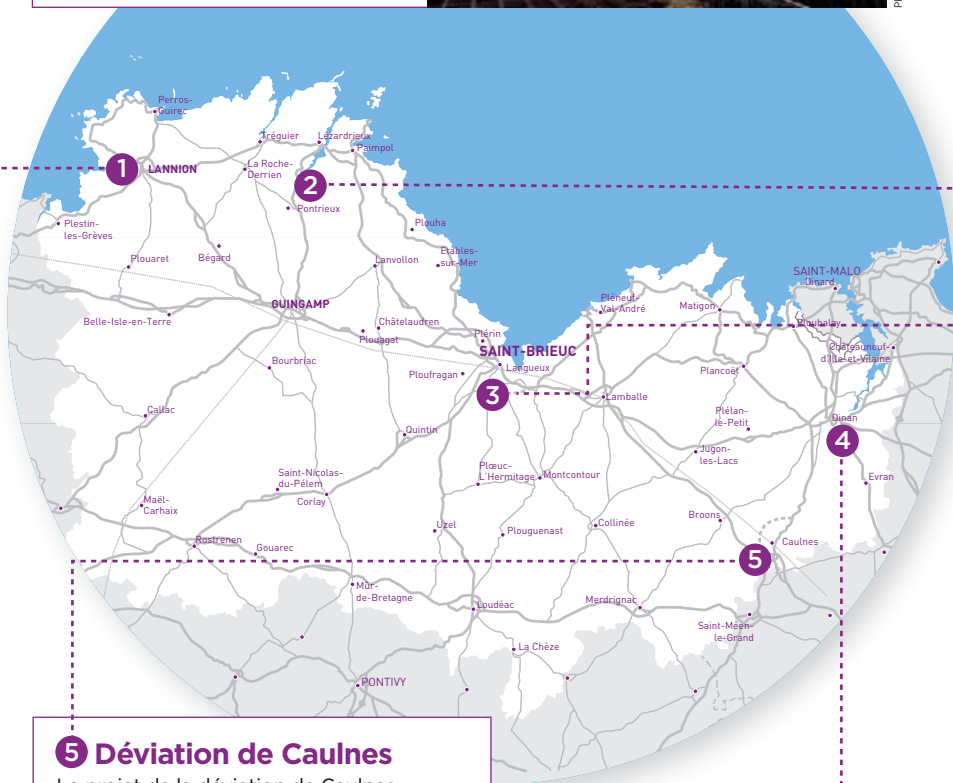 Perros-
Guirec
Tréguier
Lézardrieux
Paimpol
1
LANNION
La Roche-
Derrien
2
Pontrieux
Plestin-
les-Grèves
Plouha
Plouaret
Bégard
Lanvollon
Etables-
sur-Mer
SAINT-MALO
Dinard
GUINGAMP
Pléneuf-
Val-André
Matigon
Belle-Isle-en-Terre
Châtelaudren
Plouagat
Plérin
Ploubalay
SAINT-BRIEUC
Châteauneuf-
d'Ille-et-Vilaine
Bourbriac
Ploufragan
Langueux
Plancoët
3
Lamballe
Callac
Plélan-
le-Petit
Dinan
Quintin
4
Jugon-
les-Lacs
Saint-Nicolas-
du-Pélem
Plœuc-
L'Hermitage
Montcontour
Evran
Corlay
Maël-
Carhaix
Uzel
Plouguenast
Collinée
Broons
Rostrenen
Gouarec
Caulnes
5
Mûr-
de-Bretagne
Loudéac
Merdrignac
Saint-Méen-
le-Grand
La Chèze
PONTIVY
5 Déviation de Caulnes